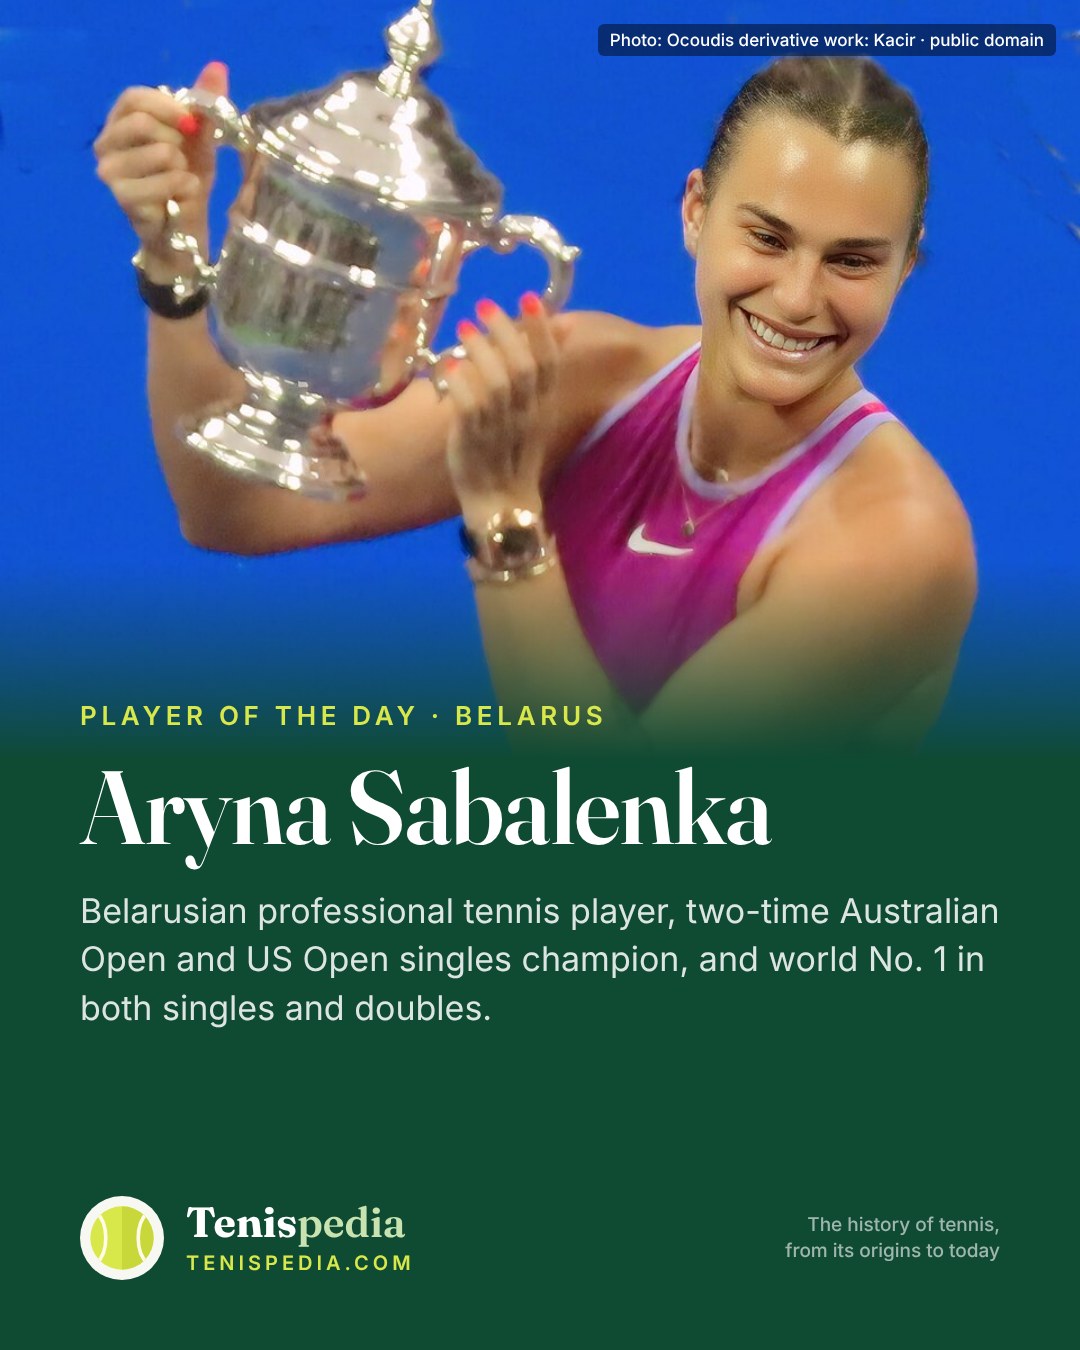 Photo: Ocoudis derivative work: Kacir · public domain
PLAYER OF THE DAY · BELARUS
Aryna Sabalenka
Belarusian professional tennis player, two-time Australian
Open and US Open singles champion, and world No. 1 in
both singles and doubles.
Tenispedia
TENISPEDIA.COM
The history of tennis,
from its origins to today